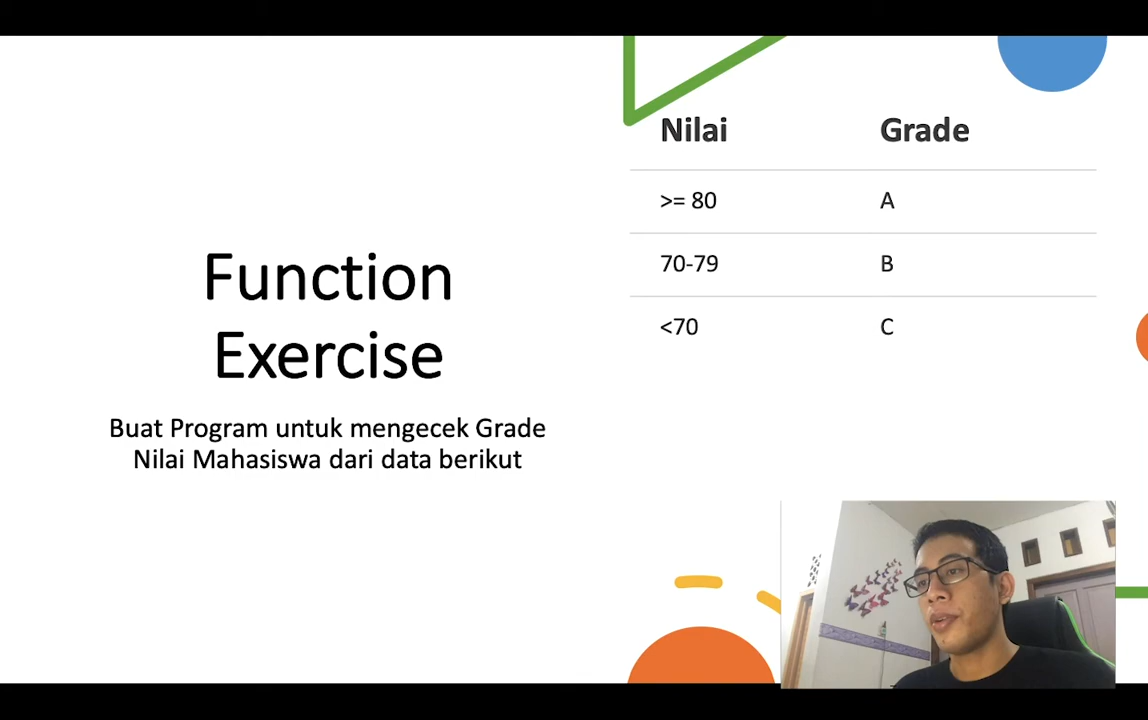 Function
Exercise
Buat Program untuk mengecek Grade
Nilai Mahasiswa dari data berikut
Nilai Grade
>= 80 A
70-79 B
<70 C